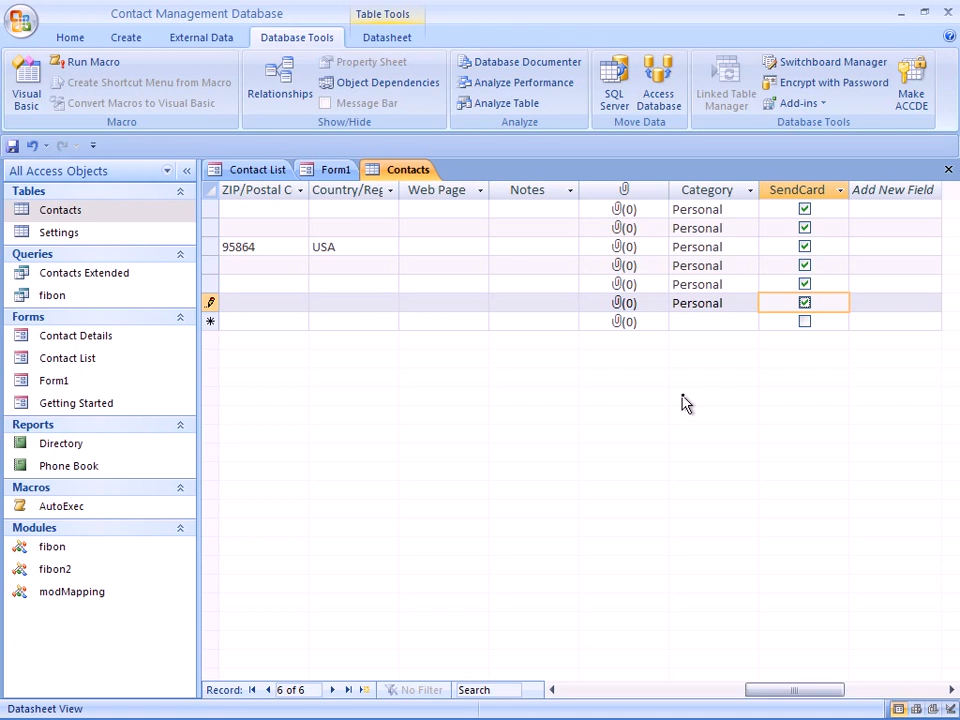 Contact Management Database
Table Tools
Home
Create
External Data
Database Tools
Datasheet
Visual Basic
Run Macro
Create Shortcut Menu from Macro
Convert Macros to Visual Basic
Macro
Relationships
Property Sheet
Object Dependencies
Message Bar
Show/Hide
Database Documenter
Analyze Performance
Analyze Table
Analyze
SQL Server
Access Database
Move Data
Linked Table Manager
Switchboard Manager
Encrypt with Password
Add-ins
Make ACCDE
Database Tools
All Access Objects
Tables
Contacts
Settings
Queries
Contacts Extended
fibon
Forms
Contact Details
Contact List
Form1
Getting Started
Reports
Directory
Phone Book
Macros
AutoExec
Modules
fibon
fibon2
modMapping
Contact List
Form1
Contacts
ZIP/Postal C
Country/Reg
Web Page
Notes
Category
SendCard
Add New Field
(0) Personal
(0) Personal
95864 USA (0) Personal
(0) Personal
(0) Personal
(0) Personal
(0)
Record: 6 of 6 No Filter Search
Datasheet View